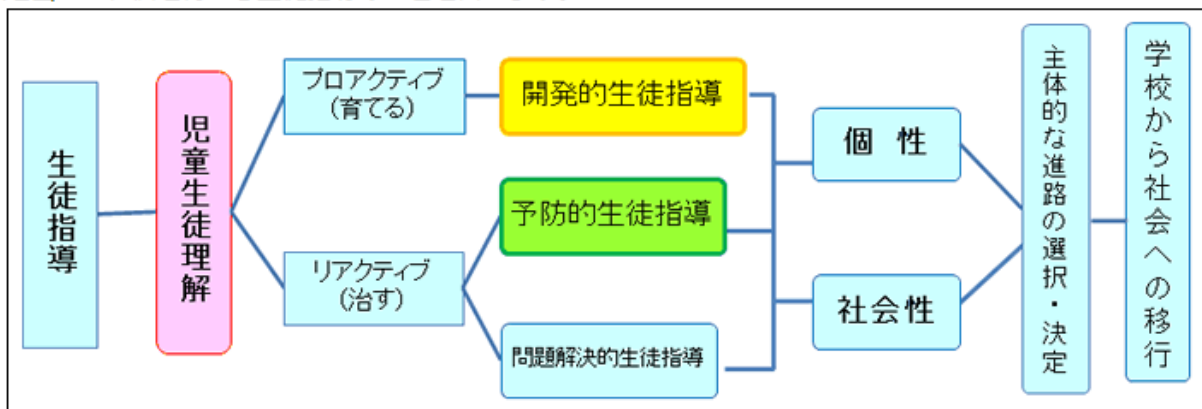 生徒指導
児童生徒理解
プロアクティブ
(育てる)
リアクティブ
(治す)
開発的生徒指導
予防的生徒指導
問題解決的生徒指導
個 性
社会性
主体的な進路の選択・決定
学校から社会への移行